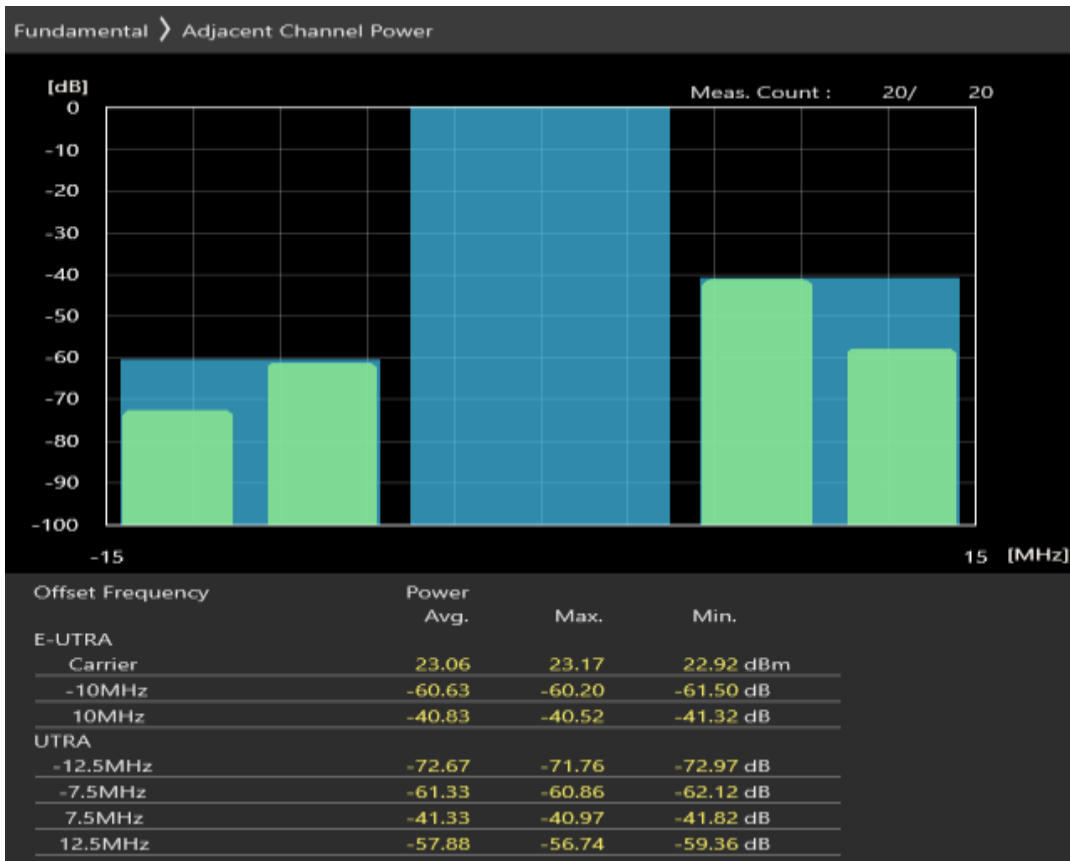 Fundamental 〉 Adjacent Channel Power
[dB]
Meas. Count : 20/ 20
0
-10
-20
-30
-40
-50
-60
-70
-80
-90
-100
-15 15 [MHz]
Offset Frequency Power
Avg. Max. Min.
E-UTRA
Carrier 23.06 23.17 22.92 dBm
-10MHz -60.63 -60.20 -61.50 dB
10MHz -40.83 -40.52 -41.32 dB
UTRA
-12.5MHz -72.67 -71.76 -72.97 dB
-7.5MHz -61.33 -60.86 -62.12 dB
7.5MHz -41.33 -40.97 -41.82 dB
12.5MHz -57.88 -56.74 -59.36 dB